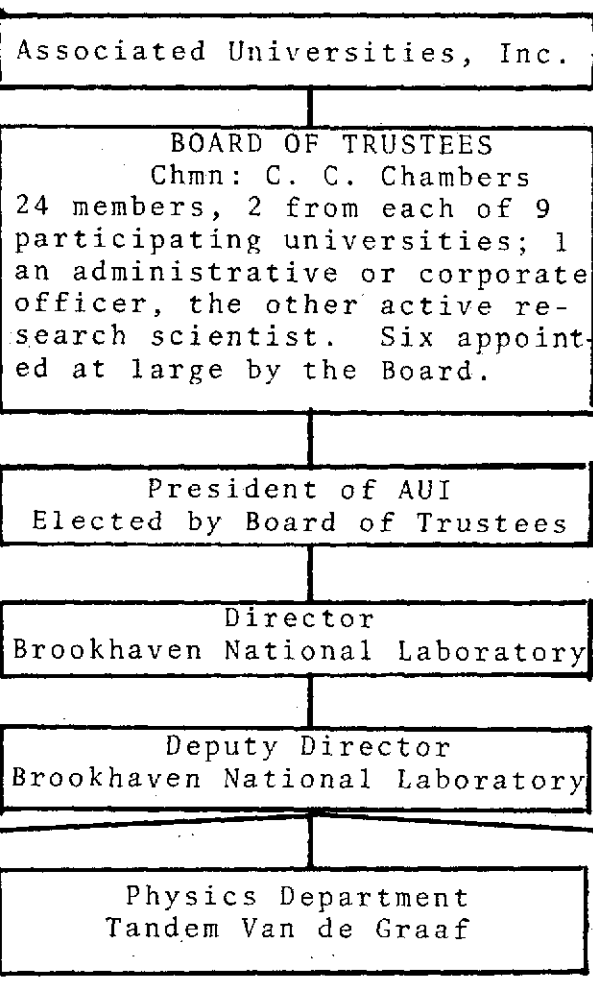 Associated Universities, Inc.
BOARD OF TRUSTEES
Chmn: C. C. Chambers
24 members, 2 from each of 9
participating universities; 1
an administrative or corporate
officer, the other active re-
search scientist. Six appoint-
ed at large by the Board.
President of AUI
Elected by Board of Trustees
Director
Brookhaven National Laboratory
Deputy Director
Brookhaven National Laboratory
Physics Department
Tandem Van de Graaf